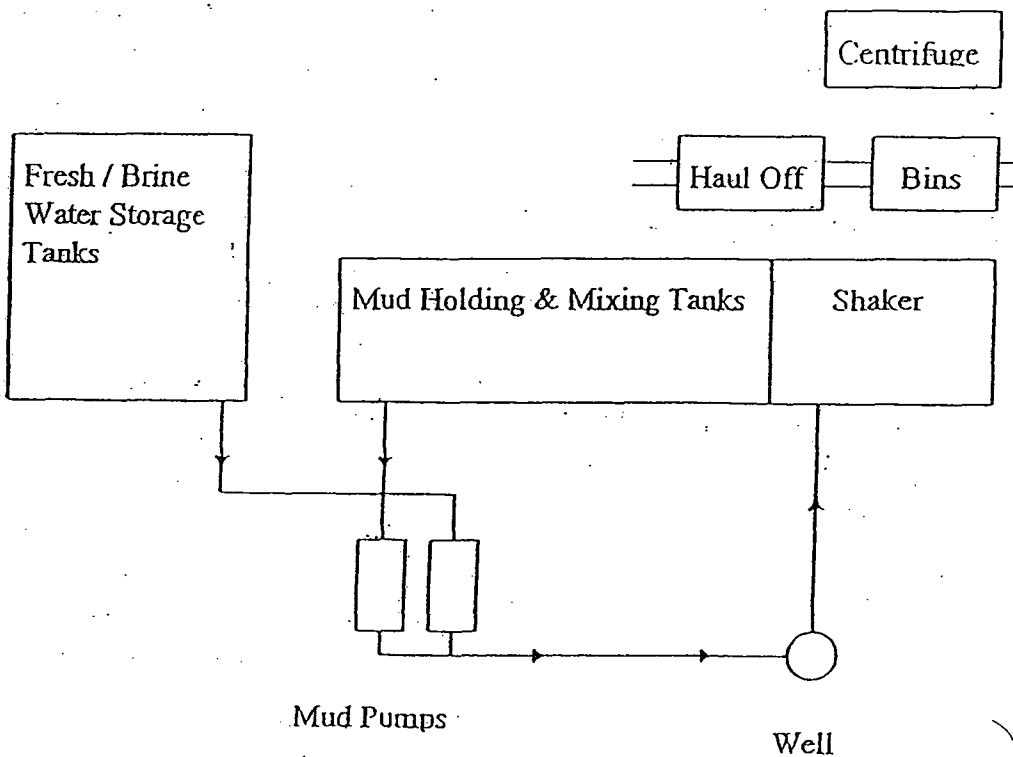 Centrifuge
Fresh / Brine
Water Storage
Tanks
Haul Off
Bins
Mud Holding & Mixing Tanks
Shaker
Mud Pumps
Well